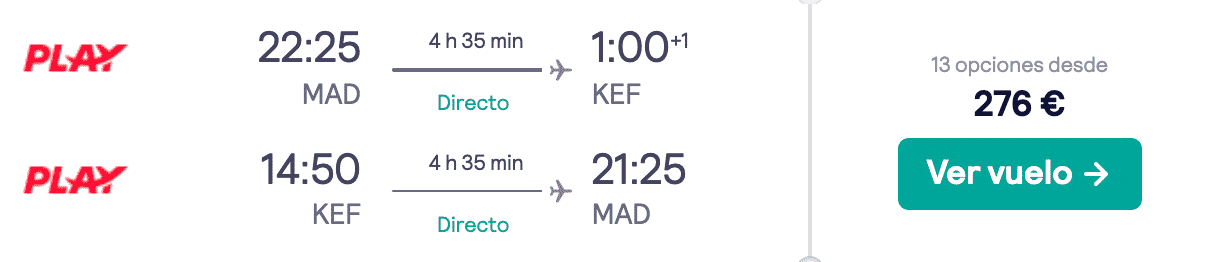 PLAY
22:25
4 h 35 min
1:00+1
MAD
Directo
KEF
PLAY
14:50
4 h 35 min
21:25
KEF
Directo
MAD
13 opciones desde
276 €
Ver vuelo →